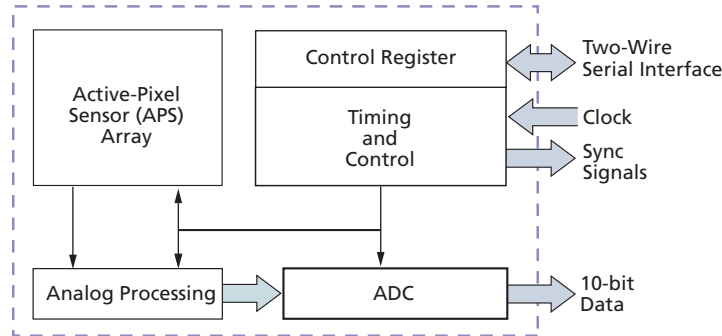 Active-Pixel
Sensor (APS)
Array
Control Register
Timing
and
Control
Two-Wire
Serial Interface
Clock
Sync
Signals
Analog Processing
ADC
10-bit
Data